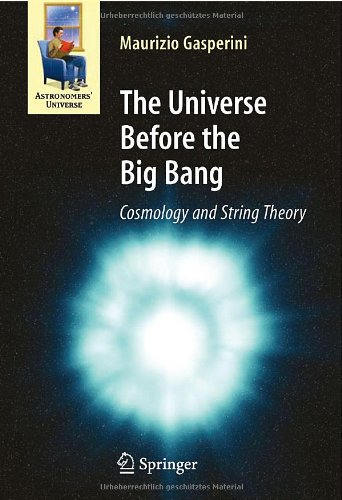 Urheberrechtlich geschütztes Material
Maurizio Gasperini
ASTRONOMERS'
UNIVERSE
The Universe
Before the
Big Bang
Cosmology and String Theory
Springer
Urheberrechtlich geschütztes Material